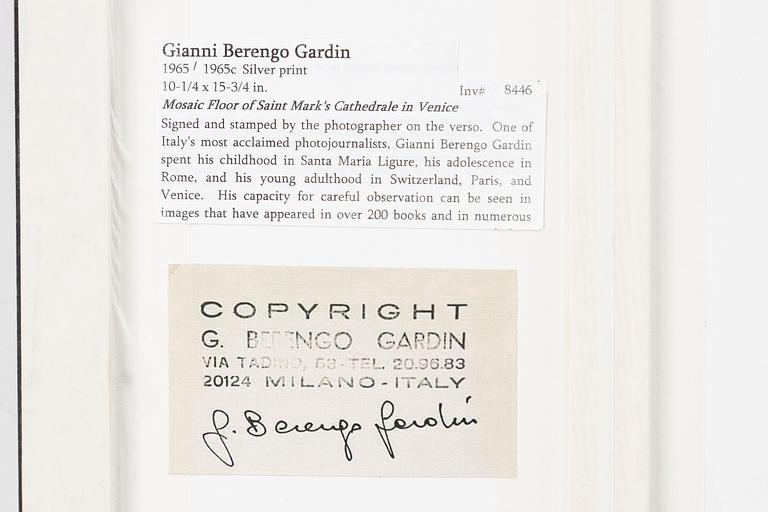 Gianni Berengo Gardin
1965 / 1965c Silver print
10-1/4 x 15-3/4 in. Inv# 8446
Mosaic Floor of Saint Mark's Cathedrale in Venice
Signed and stamped by the photographer on the verso. One of
Italy's most acclaimed photojournalists, Gianni Berengo Gardin
spent his childhood in Santa Maria Ligure, his adolescence in
Rome, and his young adulthood in Switzerland, Paris, and
Venice. His capacity for careful observation can be seen in
images that have appeared in over 200 books and in numerous
COPYRIGHT
G. BERENGO GARDIN
VIA TADINO, 53-TEL. 20.96.83
20124 MILANO-ITALY
G. Berengo Gardin